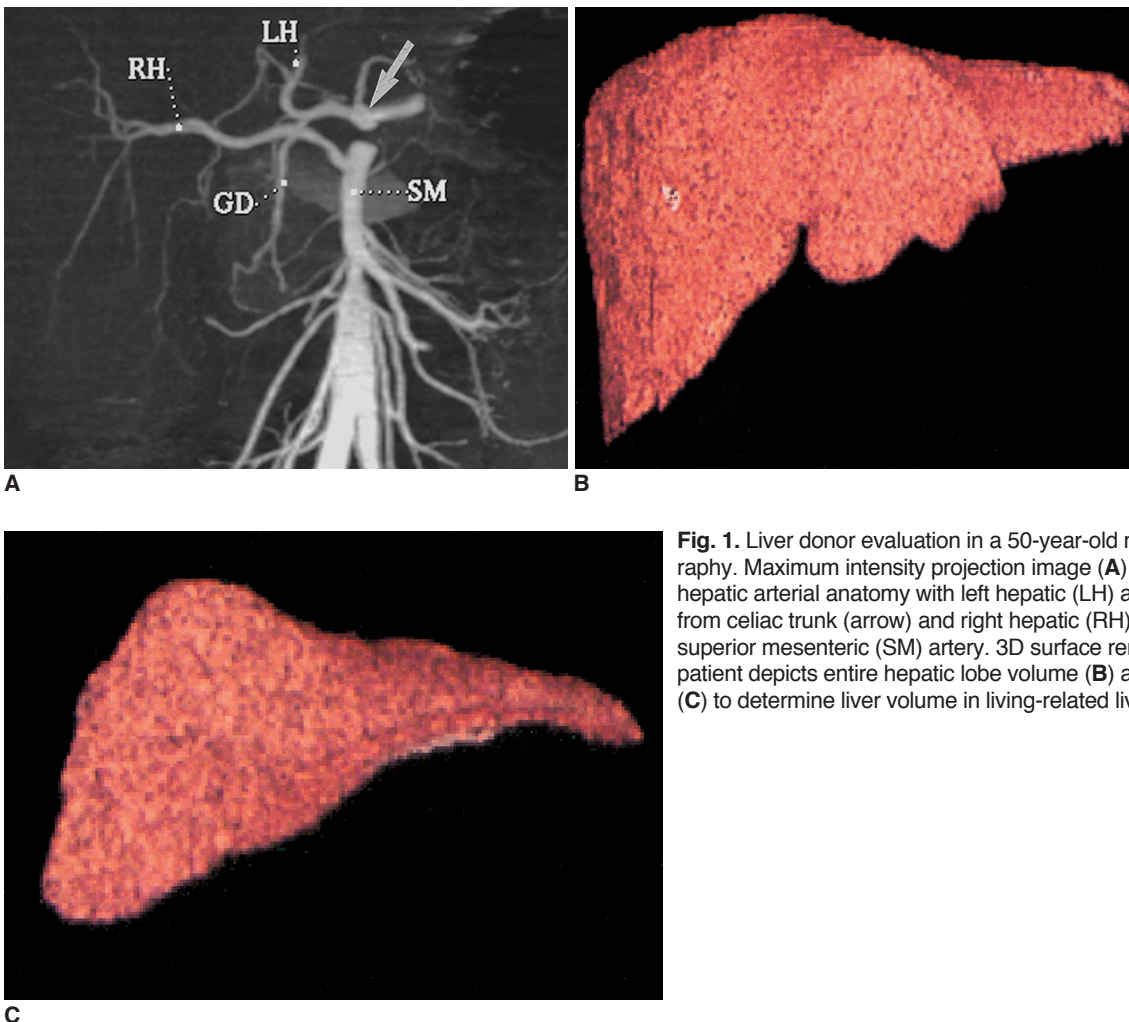 LH
RH
GD
SM
A
B
Fig. 1. Liver donor evaluation in a 50-year-old
raphy. Maximum intensity projection image (A)
hepatic arterial anatomy with left hepatic (LH)
from celiac trunk (arrow) and right hepatic (RH)
superior mesenteric (SM) artery. 3D surface
patient depicts entire hepatic lobe volume (B)
(C) to determine liver volume in living-related
C